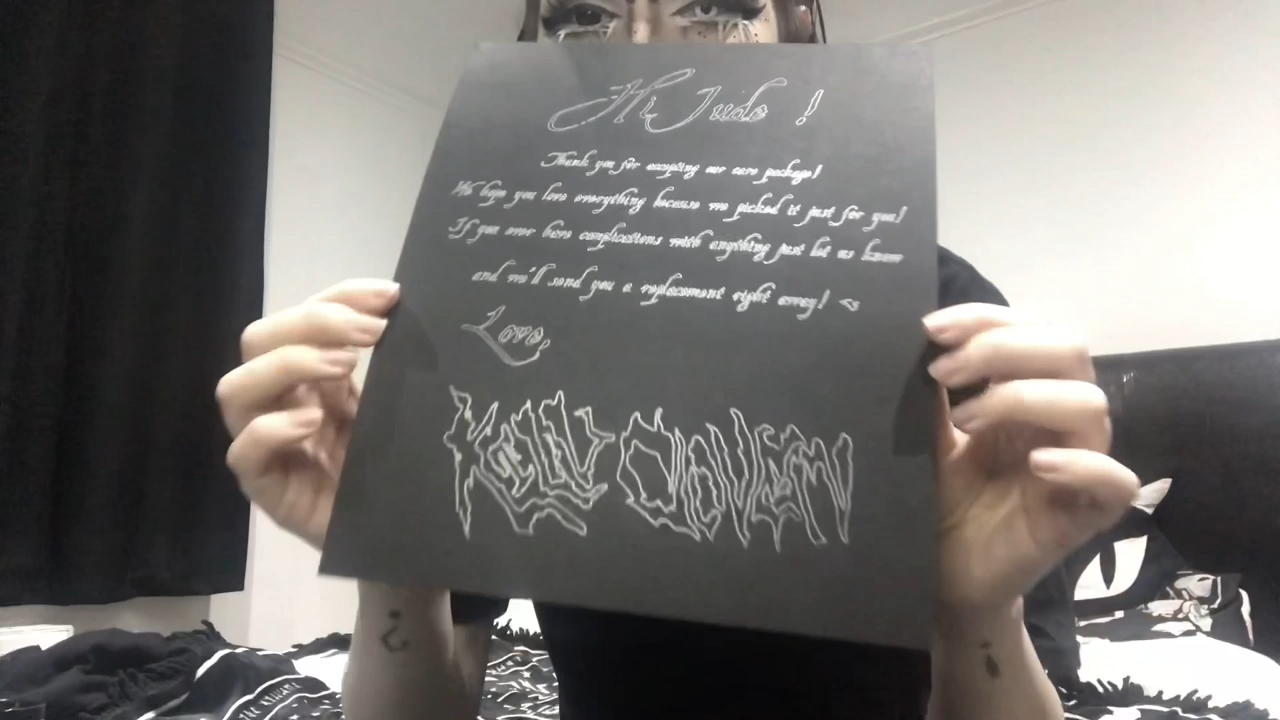 Hi Jude !
Thank you for accepting our care package!
We hope you love everything because we picked it just for you!
If you ever have complications with anything just let us know
and we'll send you a replacement right away! <3
Love,
Kelly Cloven